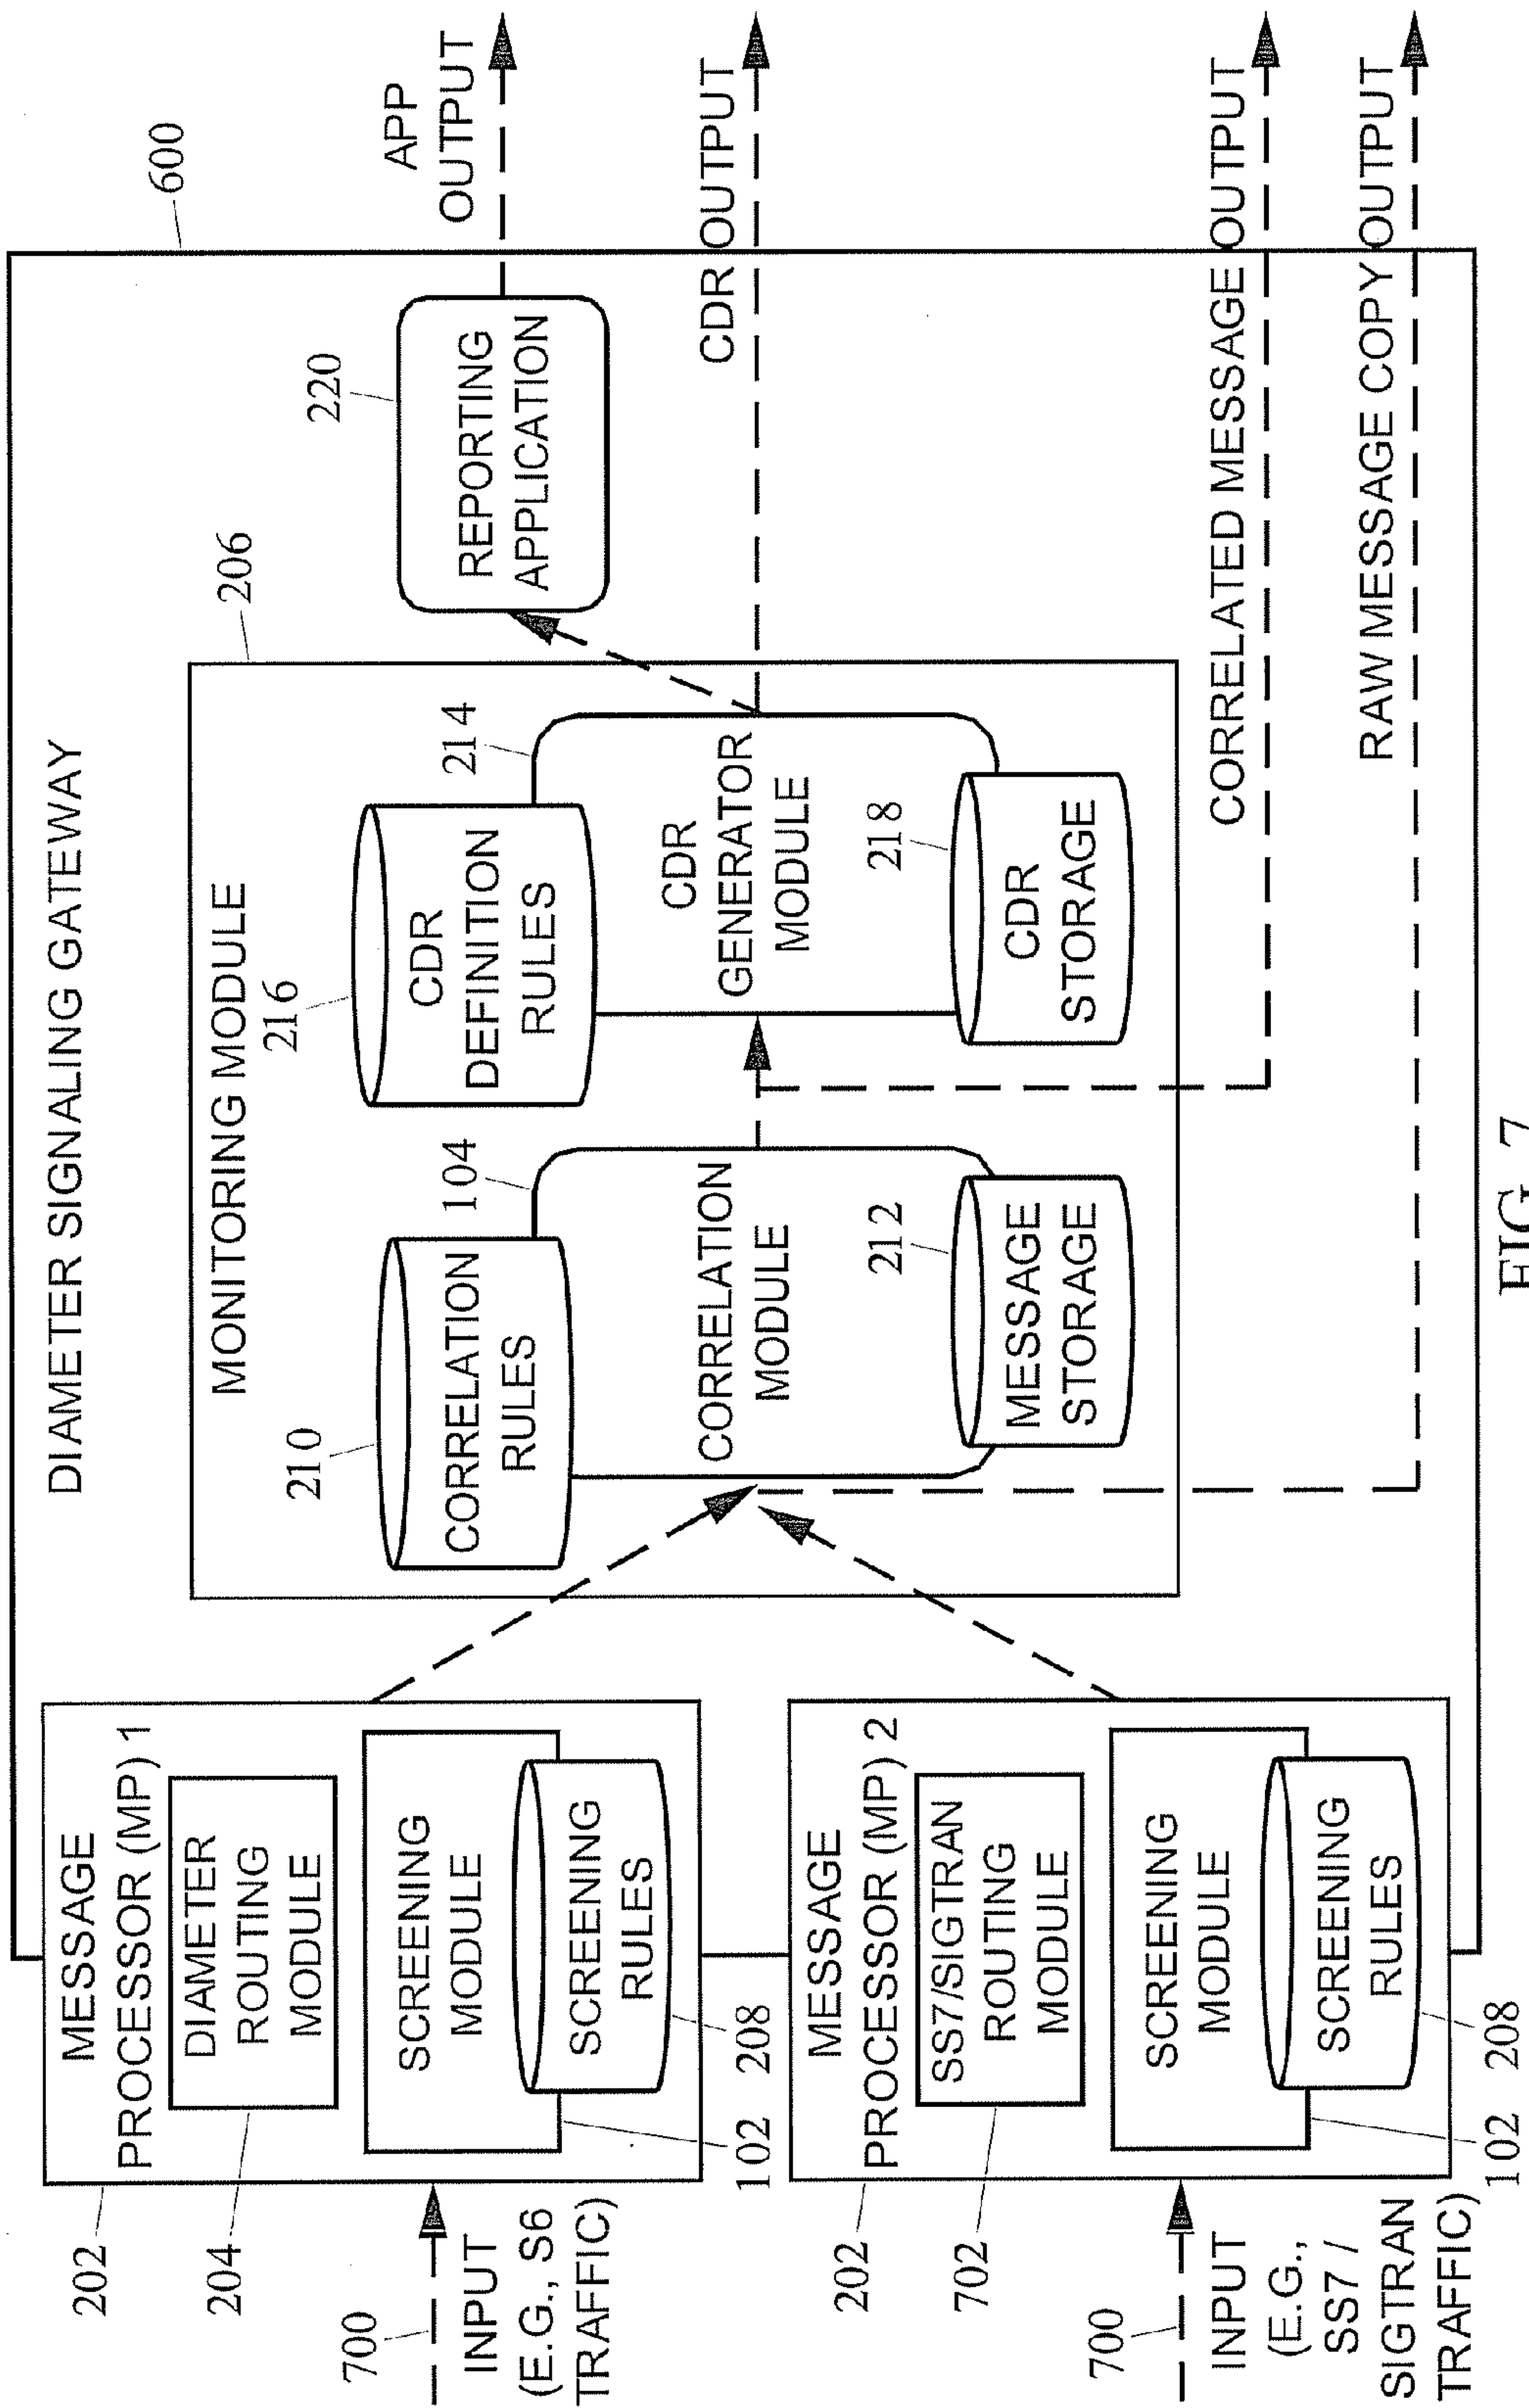 DIAMETER SIGNALING GATEWAY
600
MESSAGE
PROCESSOR (MP) 1
DIAMETER
ROUTING
MODULE
SCREENING
MODULE
SCREENING
RULES
202
204
700
INPUT
(E.G., S6
TRAFFIC)
102
208
MESSAGE
PROCESSOR (MP) 2
SS7/SIGTRAN
ROUTING
MODULE
SCREENING
MODULE
SCREENING
RULES
202
702
700
INPUT
(E.G.,
SS7 /
SIGTRAN
TRAFFIC)
102
208
MONITORING MODULE
206
210
CORRELATION
RULES
104
CORRELATION
MODULE
212
MESSAGE
STORAGE
216
CDR
DEFINITION
RULES
214
CDR
GENERATOR
MODULE
218
CDR
STORAGE
220
REPORTING
APPLICATION
APP
OUTPUT
CDR OUTPUT
CORRELATED MESSAGE OUTPUT
RAW MESSAGE COPY OUTPUT
FIG. 7